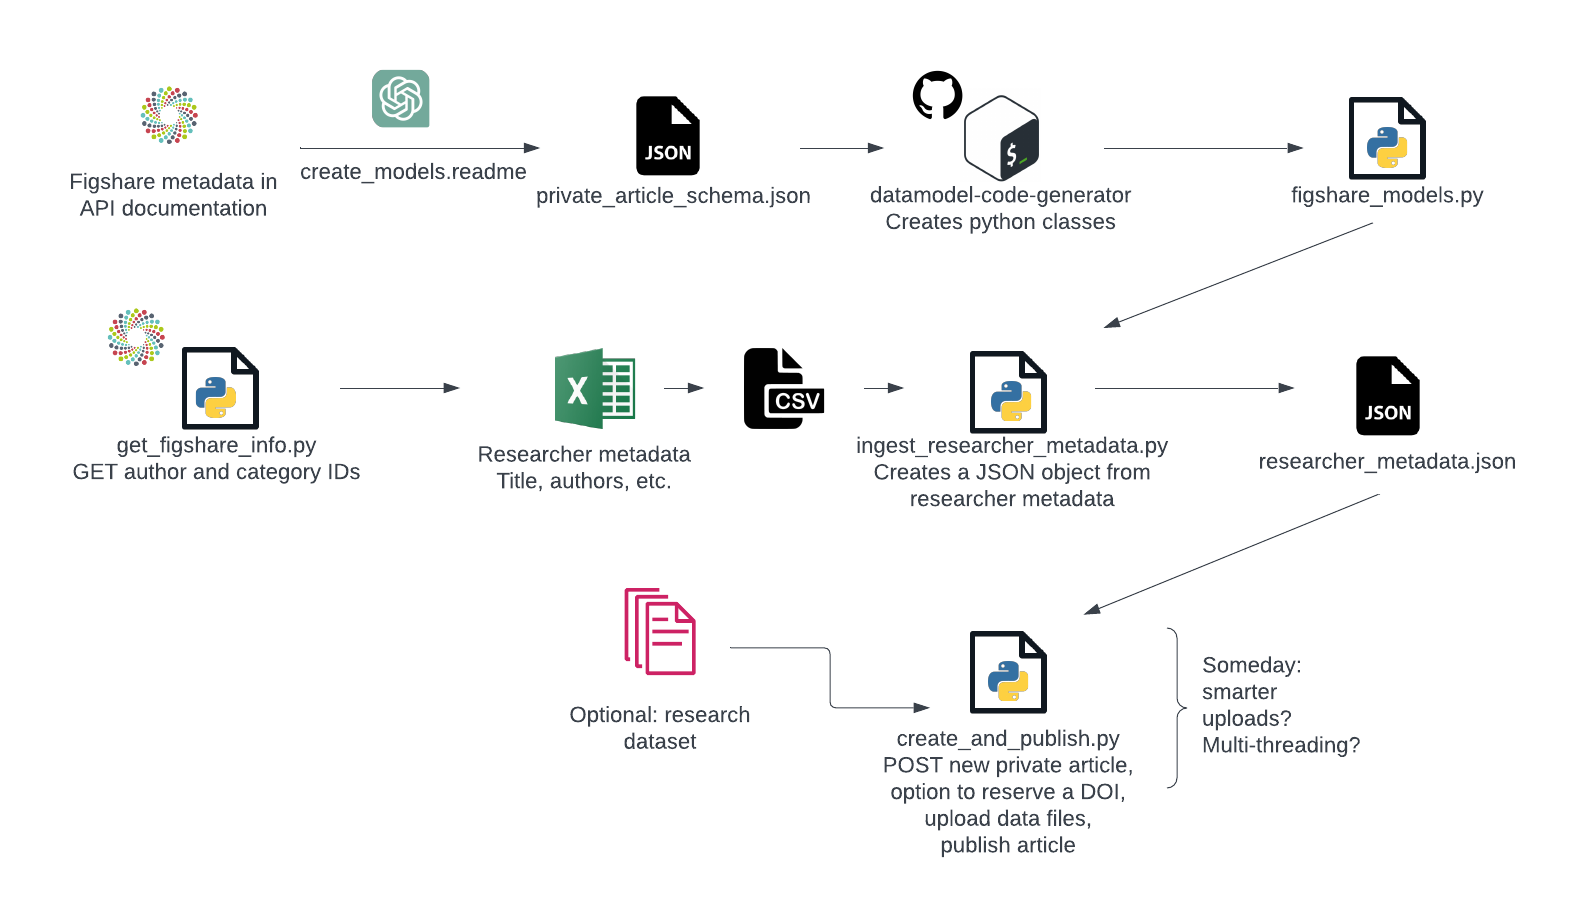 Figshare metadata in
API documentation
create_models.readme
JSON
private_article_schema.json
$_
datamodel-code-generator
Creates python classes
figshare_models.py
get_figshare_info.py
GET author and category IDs
X
Researcher metadata
Title, authors, etc.
CSV
ingest_researcher_metadata.py
Creates a JSON object from
researcher metadata
JSON
researcher_metadata.json
Optional: research
dataset
create_and_publish.py
POST new private article,
option to reserve a DOI,
upload data files,
publish article
Someday:
smarter
uploads?
Multi-threading?